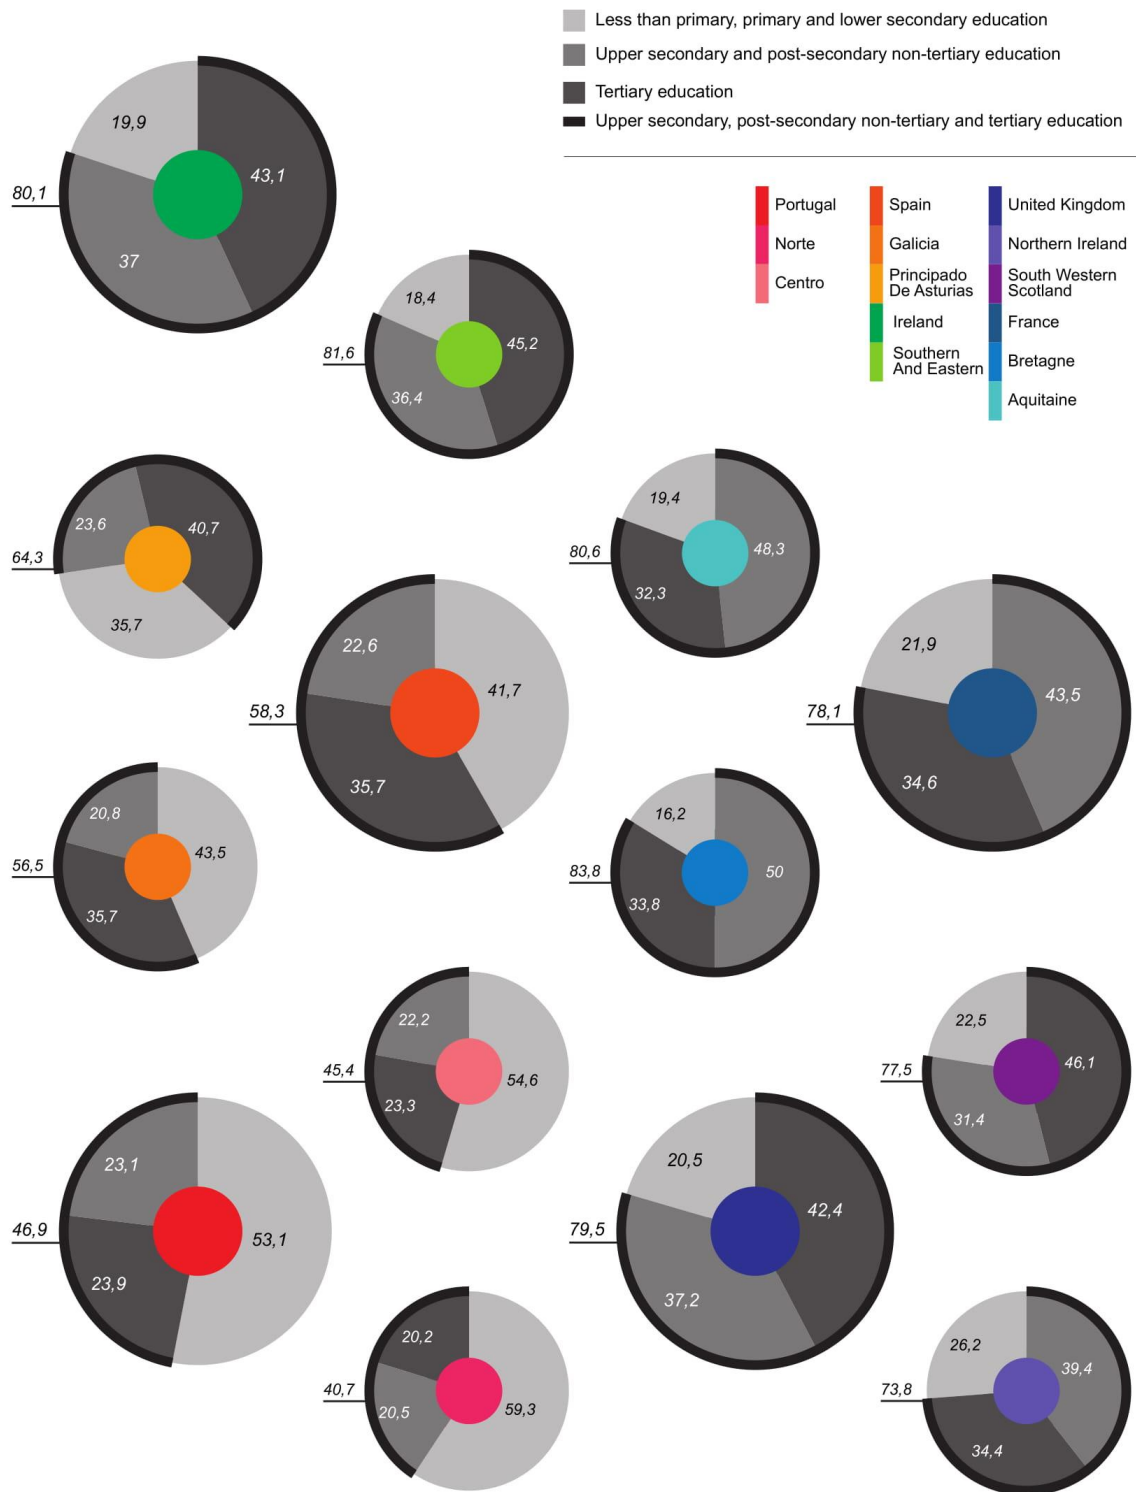 Less than primary, primary and lower secondary education
Upper secondary and post-secondary non-tertiary education
Tertiary education
Upper secondary, post-secondary non-tertiary and tertiary education
Portugal
Norte
Centro
Spain
Galicia
Principado
De Asturias
Ireland
Southern
And Eastern
United Kingdom
Northern Ireland
South Western
Scotland
France
Bretagne
Aquitaine
19,9
43,1
80,1
37
18,4
45,2
81,6
36,4
23,6
40,7
64,3
35,7
19,4
48,3
80,6
32,3
22,6
41,7
58,3
35,7
21,9
43,5
78,1
34,6
20,8
43,5
56,5
35,7
16,2
50
83,8
33,8
22,2
54,6
45,4
23,3
22,5
46,1
77,5
31,4
23,1
53,1
46,9
23,9
20,5
42,4
79,5
37,2
20,2
59,3
40,7
20,5
26,2
39,4
73,8
34,4